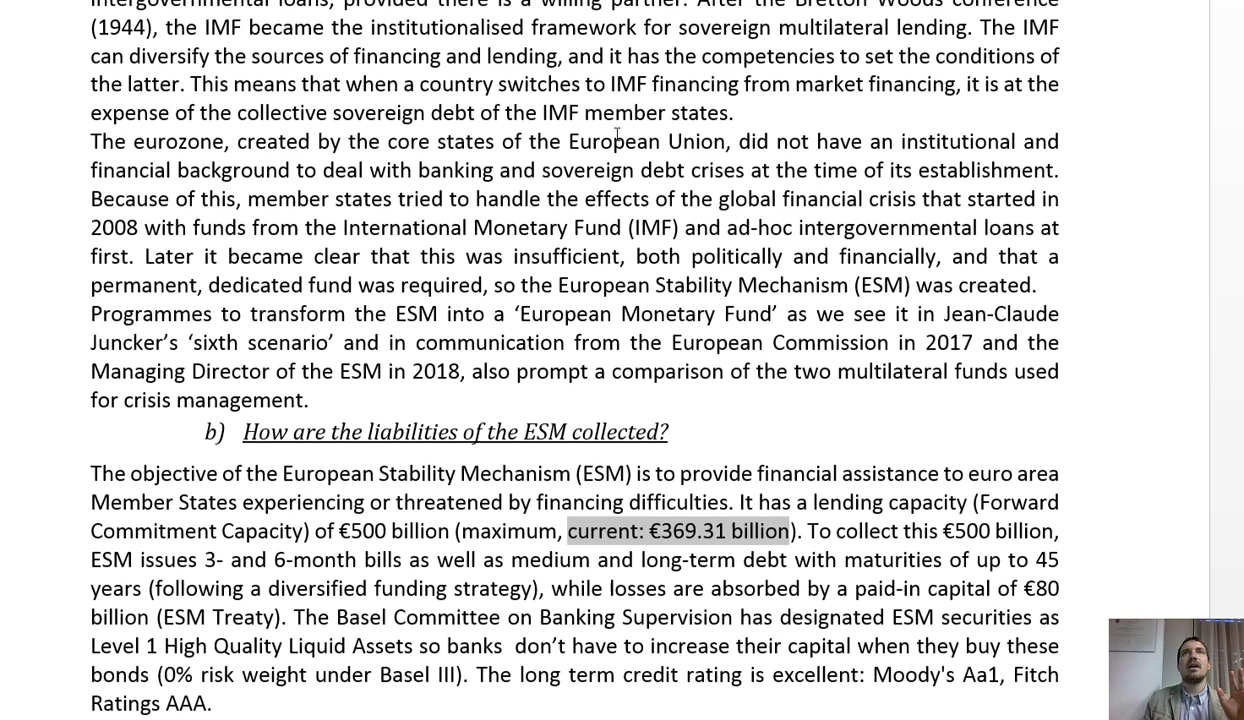 intergovernmental loans, provided there is a willing partner. After the Bretton Woods conference
(1944), the IMF became the institutionalised framework for sovereign multilateral lending. The IMF
can diversify the sources of financing and lending, and it has the competencies to set the conditions of
the latter. This means that when a country switches to IMF financing from market financing, it is at the
expense of the collective sovereign debt of the IMF member states.
The eurozone, created by the core states of the European Union, did not have an institutional and
financial background to deal with banking and sovereign debt crises at the time of its establishment.
Because of this, member states tried to handle the effects of the global financial crisis that started in
2008 with funds from the International Monetary Fund (IMF) and ad-hoc intergovernmental loans at
first. Later it became clear that this was insufficient, both politically and financially, and that a
permanent, dedicated fund was required, so the European Stability Mechanism (ESM) was created.
Programmes to transform the ESM into a ‘European Monetary Fund’ as we see it in Jean-Claude
Juncker’s ‘sixth scenario’ and in communication from the European Commission in 2017 and the
Managing Director of the ESM in 2018, also prompt a comparison of the two multilateral funds used
for crisis management.
b) How are the liabilities of the ESM collected?
The objective of the European Stability Mechanism (ESM) is to provide financial assistance to euro area
Member States experiencing or threatened by financing difficulties. It has a lending capacity (Forward
Commitment Capacity) of €500 billion (maximum, current: €369.31 billion). To collect this €500 billion,
ESM issues 3- and 6-month bills as well as medium and long-term debt with maturities of up to 45
years (following a diversified funding strategy), while losses are absorbed by a paid-in capital of €80
billion (ESM Treaty). The Basel Committee on Banking Supervision has designated ESM securities as
Level 1 High Quality Liquid Assets so banks don’t have to increase their capital when they buy these
bonds (0% risk weight under Basel III). The long term credit rating is excellent: Moody's Aa1, Fitch
Ratings AAA.